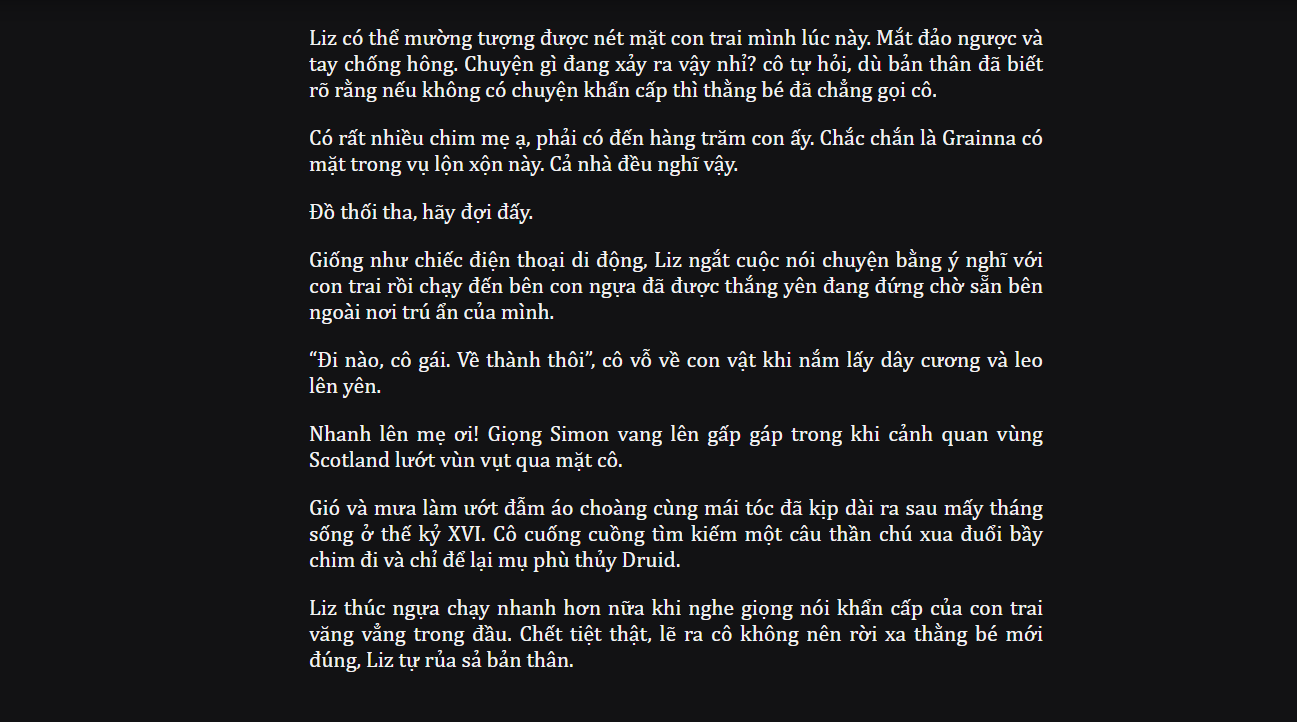 Liz có thể mường tượng được nét mặt con trai mình lúc này. Mắt đảo ngược và
tay chống hông. Chuyện gì đang xảy ra vậy nhỉ? cô tự hỏi, dù bản thân đã biết
rõ rằng nếu không có chuyện khẩn cấp thì thằng bé đã chẳng gọi cô.
Có rất nhiều chim mẹ ạ, phải có đến hàng trăm con ấy. Chắc chắn là Grainna có
mặt trong vụ lộn xộn này. Cả nhà đều nghĩ vậy.
Đồ thối tha, hãy đợi đấy.
Giống như chiếc điện thoại di động, Liz ngắt cuộc nói chuyện bằng ý nghĩ với
con trai rồi chạy đến bên con ngựa đã được thắng yên đang đứng chờ sẵn bên
ngoài nơi trú ẩn của mình.
“Đi nào, cô gái. Về thành thôi”, cô vỗ về con vật khi nắm lấy dây cương và leo
lên yên.
Nhanh lên mẹ ơi! Giọng Simon vang lên gấp gáp trong khi cảnh quan vùng
Scotland lướt vùn vụt qua mặt cô.
Gió và mưa làm ướt đẫm áo choàng cùng mái tóc đã kịp dài ra sau mấy tháng
sống ở thế kỷ XVI. Cô cuống cuồng tìm kiếm một câu thần chú xua đuổi bầy
chim đi và chỉ để lại mụ phù thủy Druid.
Liz thúc ngựa chạy nhanh hơn nữa khi nghe giọng nói khẩn cấp của con trai
văng vẳng trong đầu. Chết tiệt thật, lẽ ra cô không nên rời xa thằng bé mới
đúng, Liz tự rủa sả bản thân.